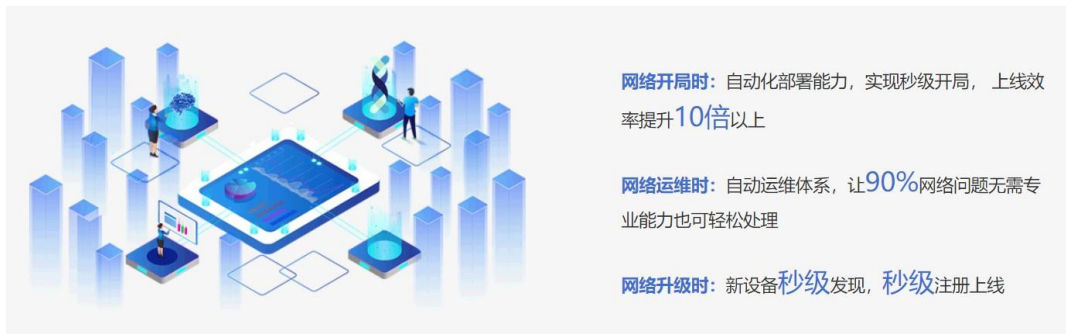 网络开局时：自动化部署能力，实现秒级开局， 上线效
率提升10倍以上
网络运维时：自动运维体系，让90%网络问题无需专
业能力也可轻松处理
网络升级时：新设备秒级发现，秒级注册上线